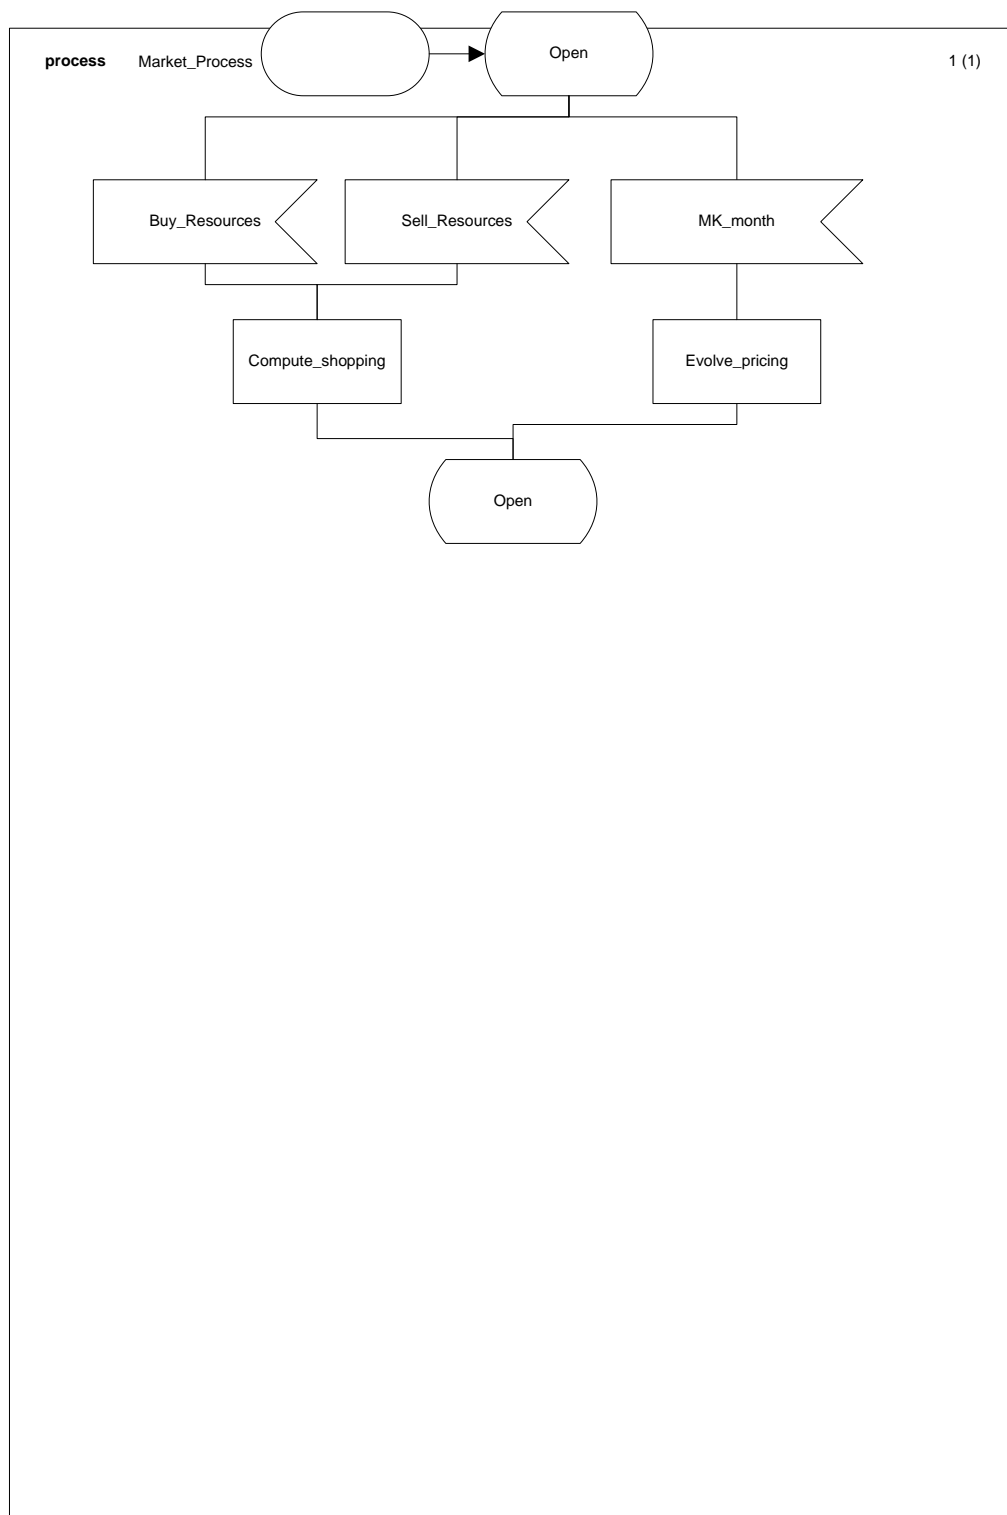 Open
process Market_Process 1 (1)
Buy_Resources Sell_Resources MK_month
Compute_shopping Evolve_pricing
Open